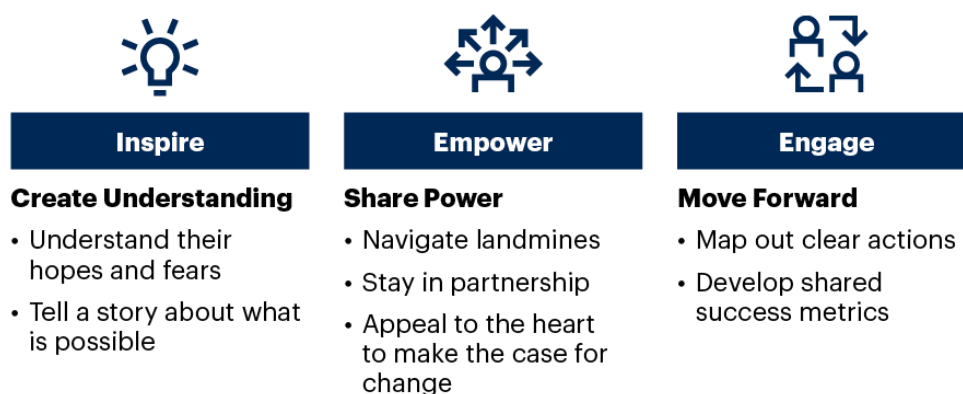 Inspire
Create Understanding
• Understand their
hopes and fears
• Tell a story about what
is possible
Empower
Share Power
• Navigate landmines
• Stay in partnership
• Appeal to the heart
to make the case for
change
Engage
Move Forward
• Map out clear actions
• Develop shared
success metrics